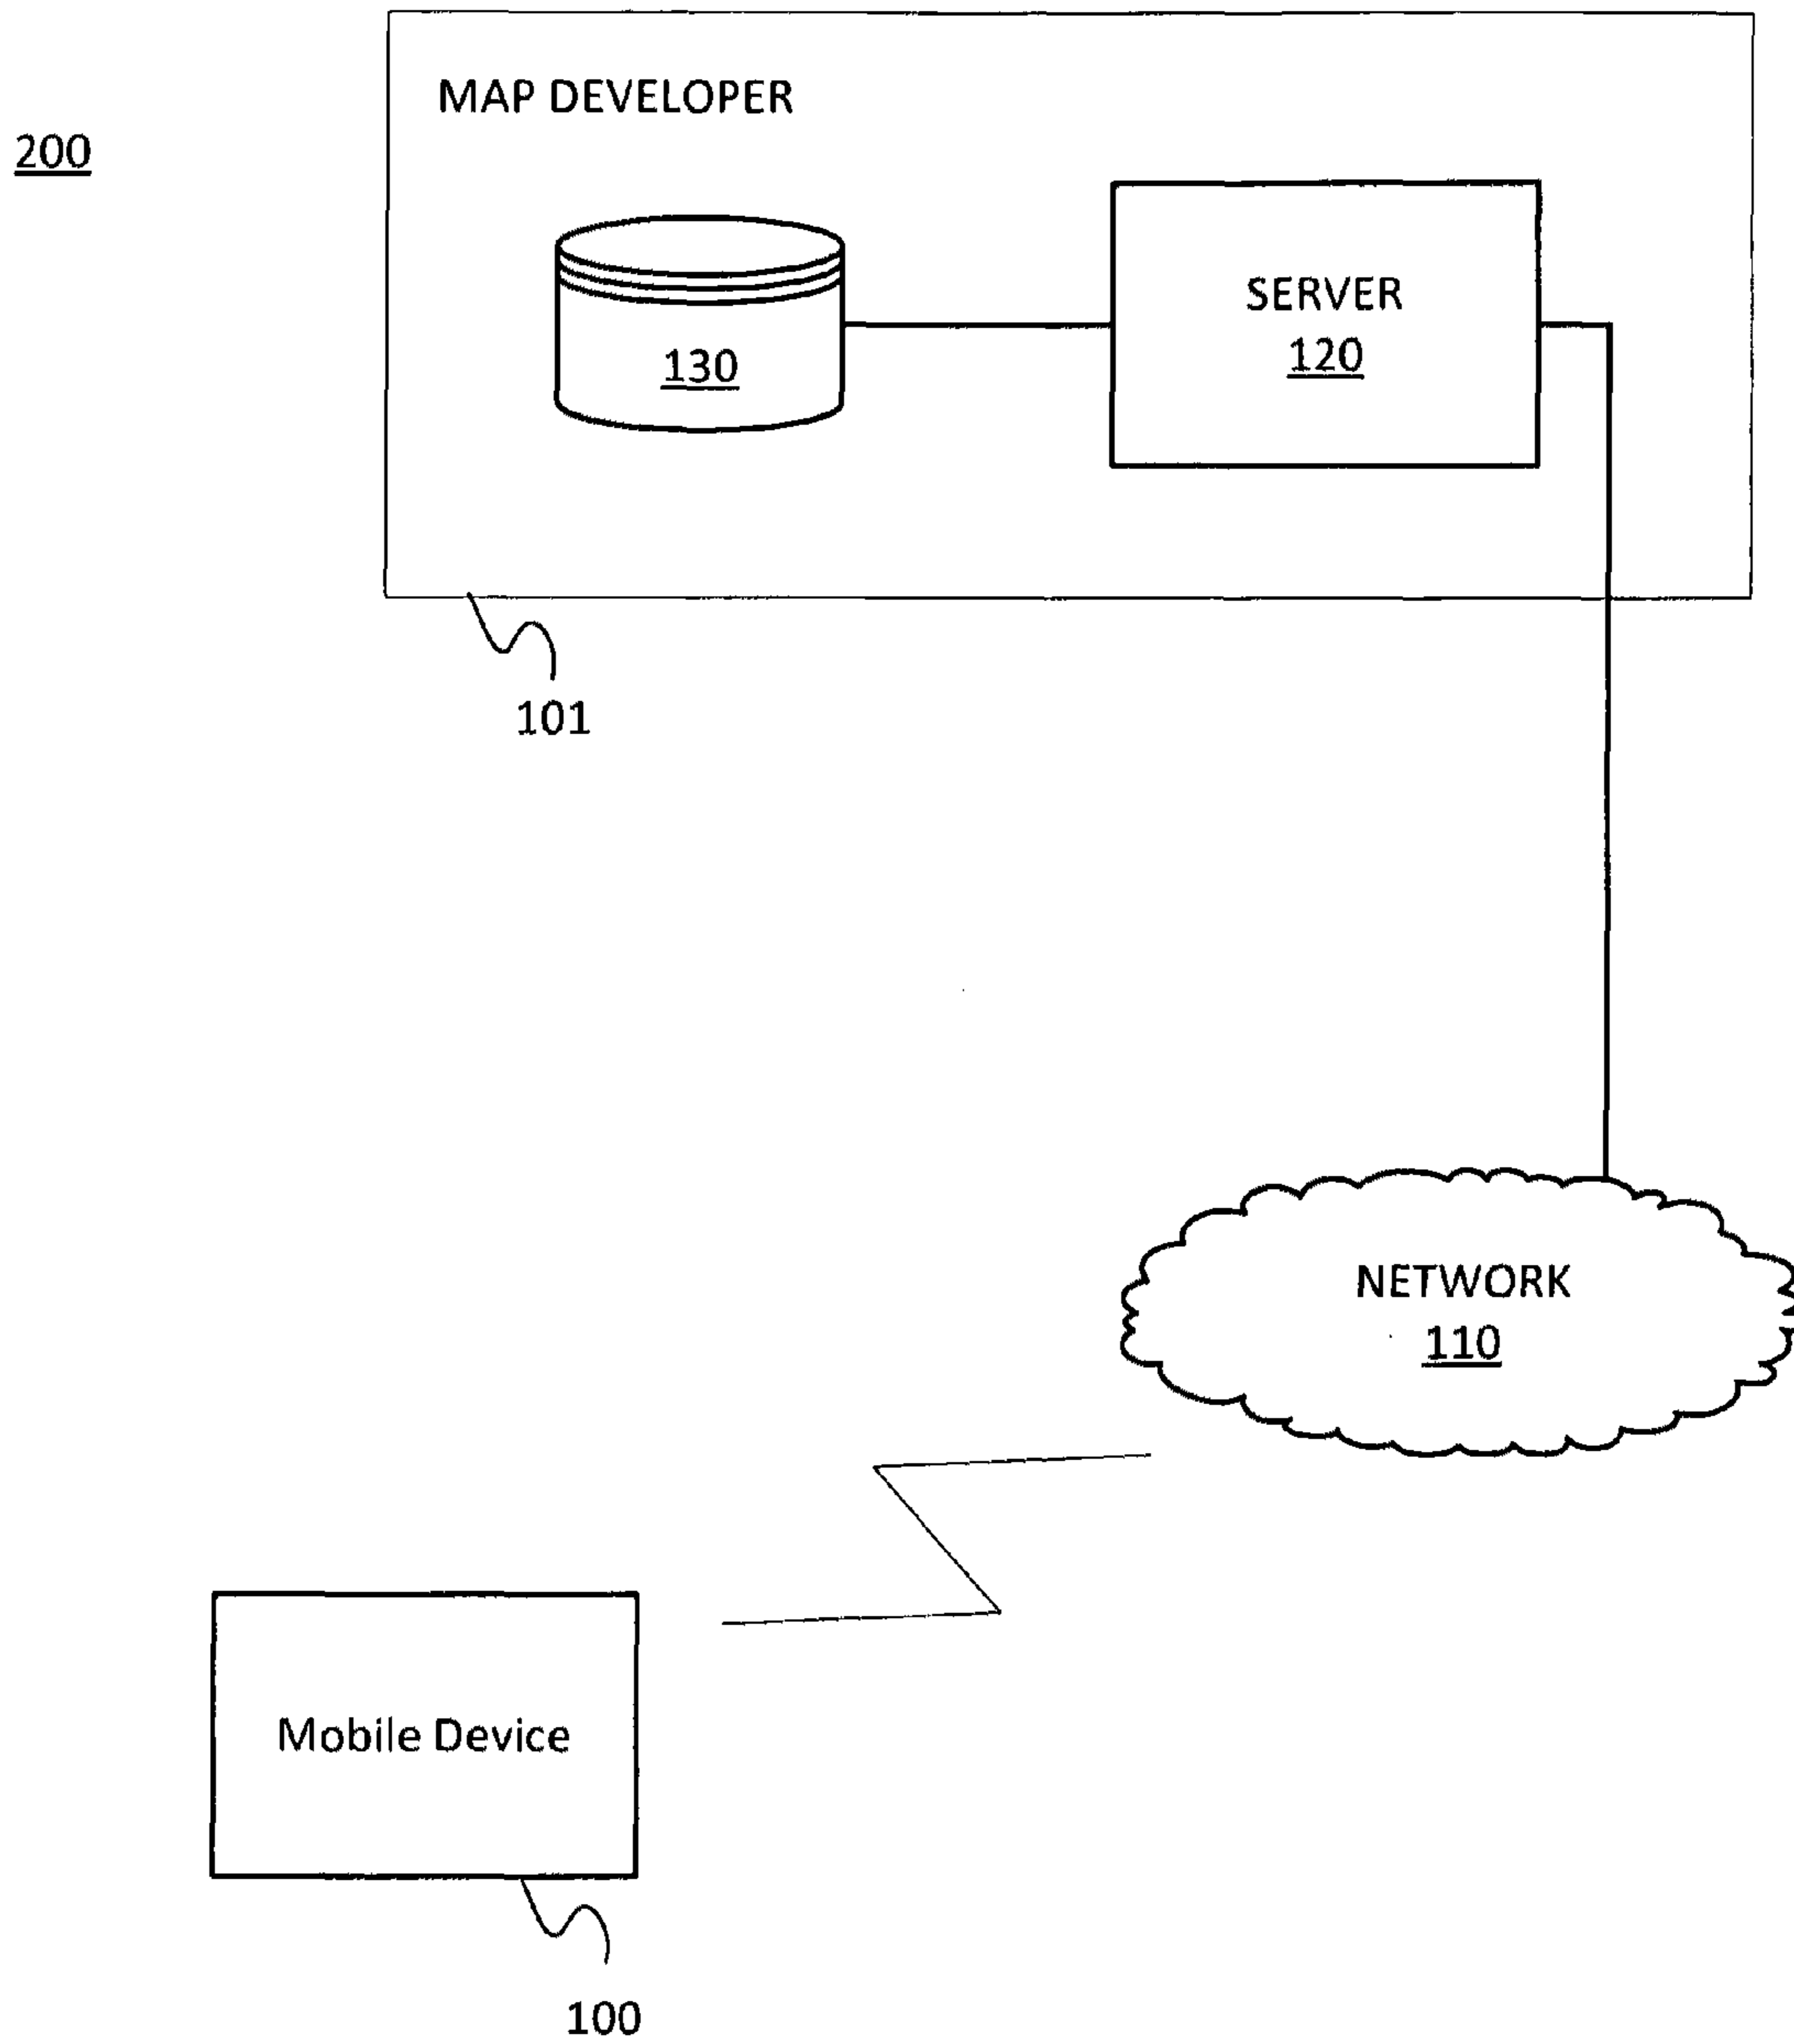 MAP DEVELOPER
200
SERVER
120
130
101
NETWORK
110
Mobile Device
100